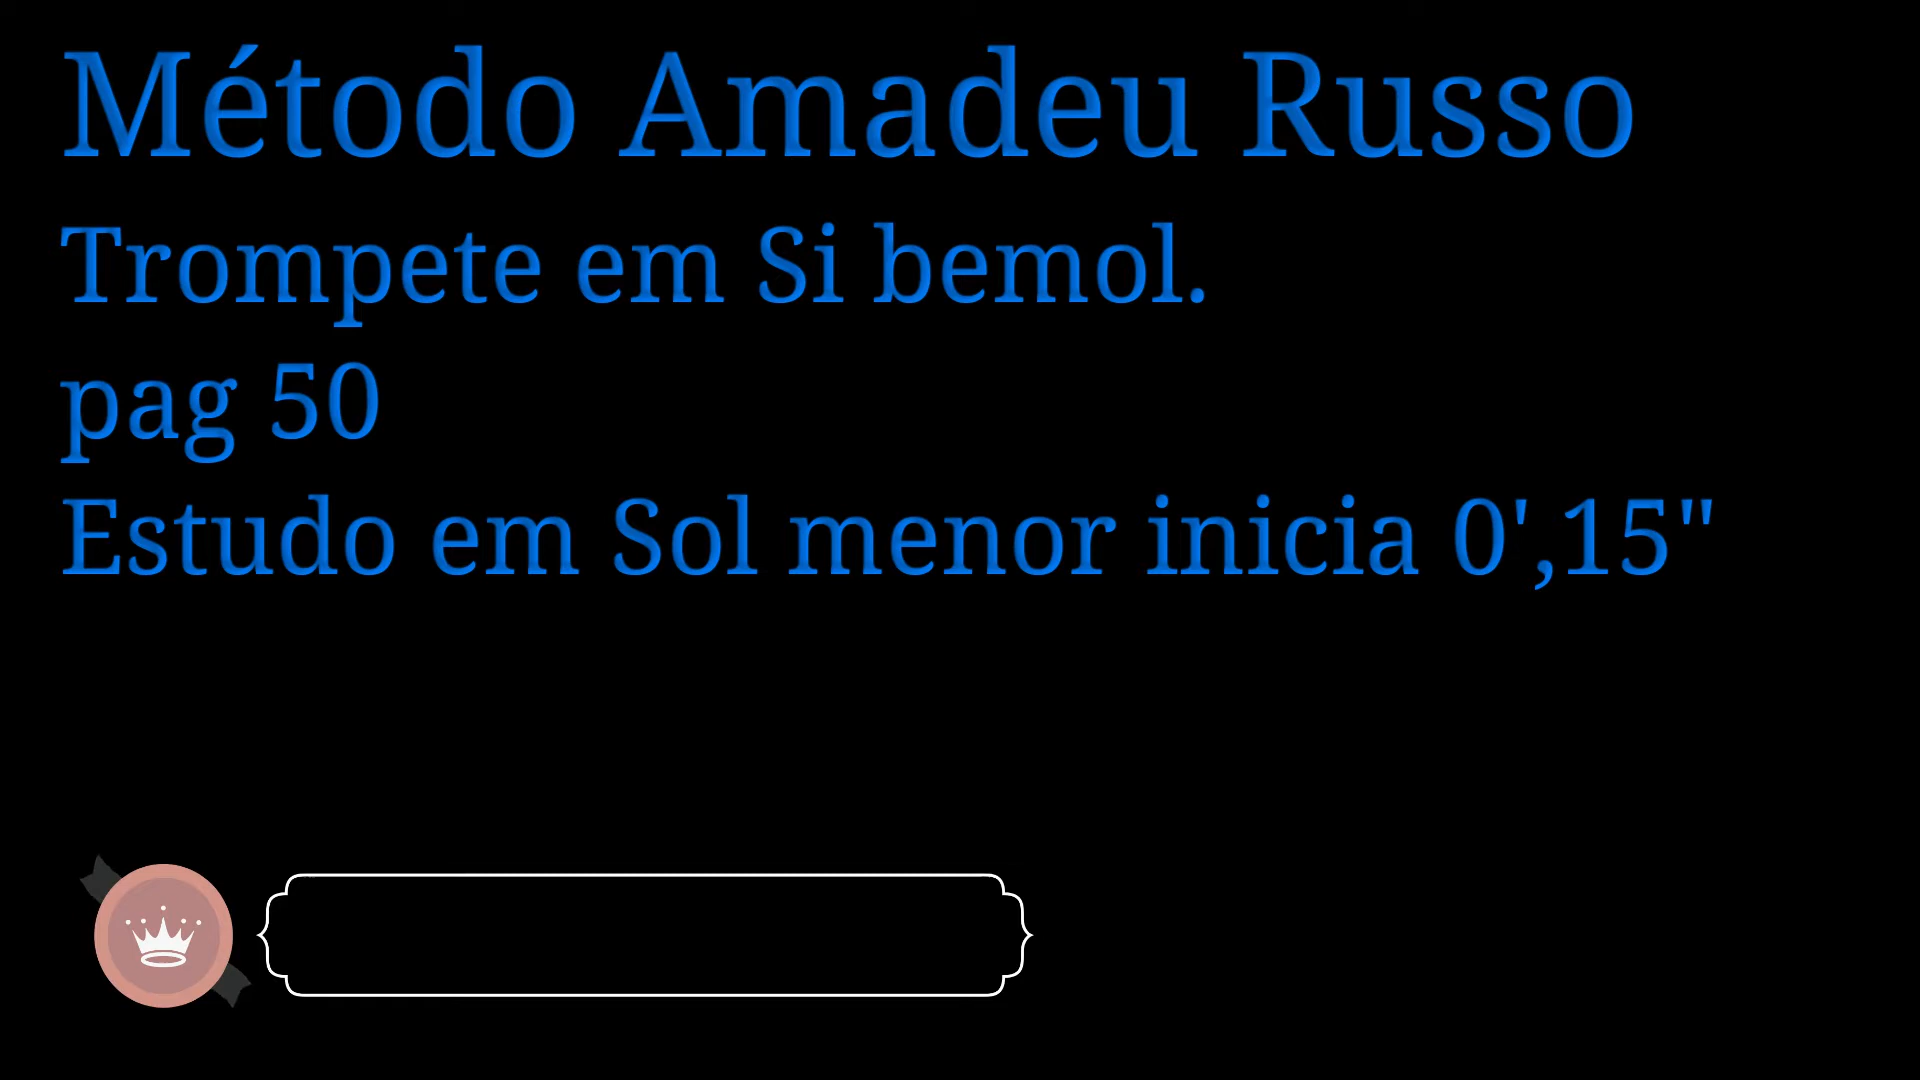 Método Amadeu Russo
Trompete em Si bemol.
pag 50
Estudo em Sol menor inicia 0',15"